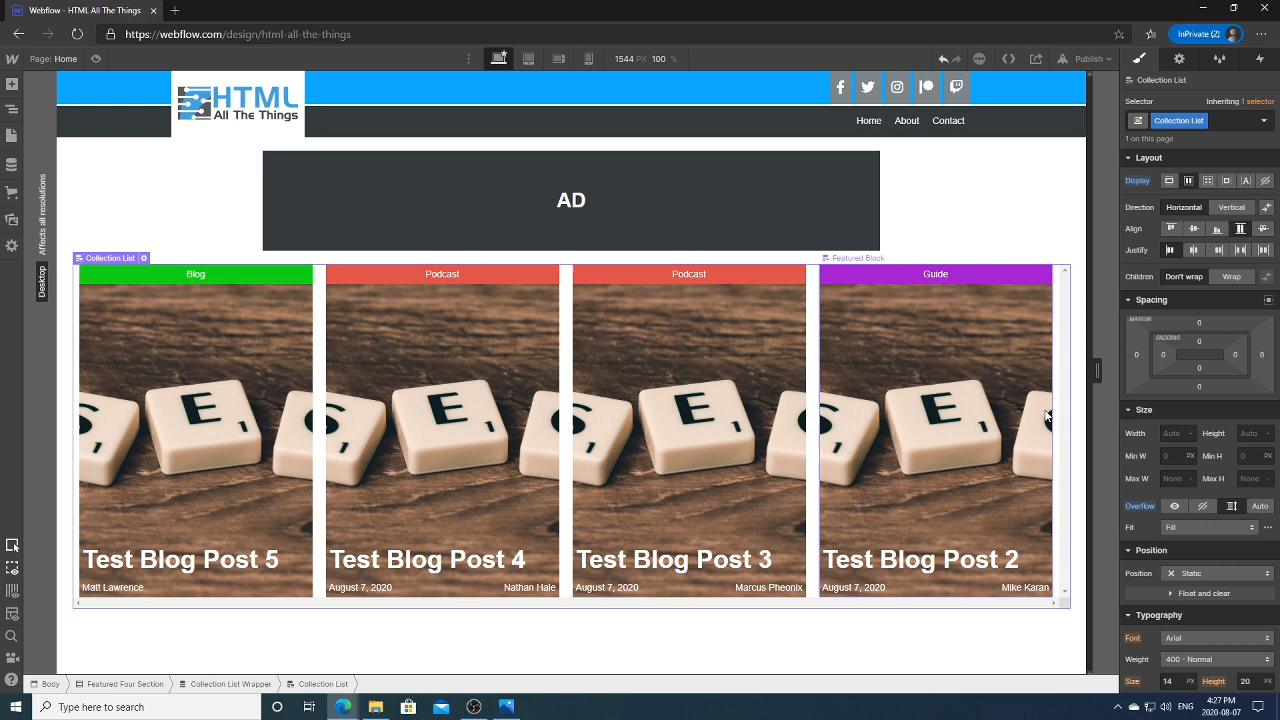 Webflow - HTML All The Things
https://webflow.com/design/html-all-the-things
InPrivate (2)
Page: Home
1544 PX 100 %
Publish
HTML
All The Things
Home About Contact
AD
Affects all resolutions
Desktop
Collection List
Featured Block
Blog
Podcast
Podcast
Guide
Test Blog Post 5
Matt Lawrence
Test Blog Post 4
August 7, 2020 Nathan Hale
Test Blog Post 3
August 7, 2020 Marcus Pheonix
Test Blog Post 2
August 7, 2020 Mike Karan
Collection List
Selector Inheriting 1 selector
Collection List
1 on this page
Layout
Display
Direction Horizontal Vertical
Align
Justify
Children Don't wrap Wrap
Spacing
MARGIN 0
PADDING 0
0 0 0 0
0
0
Size
Width Auto - Height Auto -
Min W 0 PX Min H 0 PX
Max W None - Max H None -
Overflow Auto
Fit Fill
Position
Position Static
Float and clear
Typography
Font Arial
Weight 400 - Normal
Size 14 PX Height 20 PX
Body Featured Four Section Collection List Wrapper Collection List
Type here to search
ENG
4:27 PM
2020-08-07